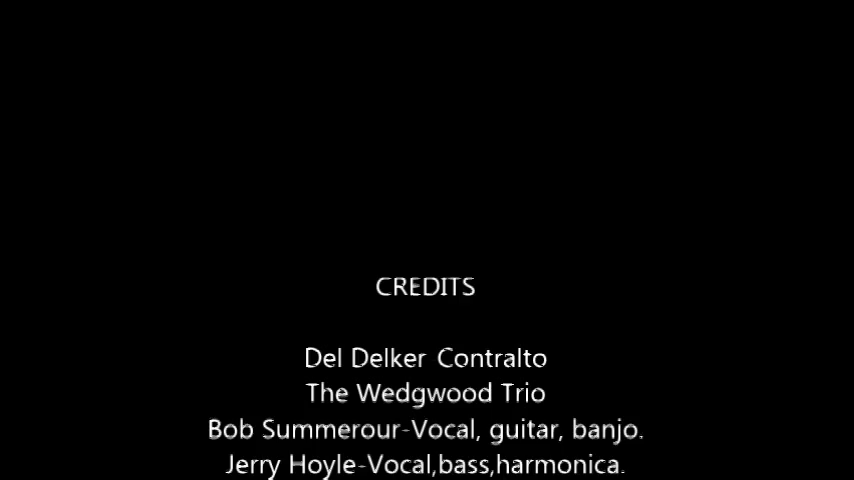 CREDITS
Del Delker Contralto
The Wedgwood Trio
Bob Summerour-Vocal, guitar, banjo.
Jerry Hoyle-Vocal,bass,harmonica.